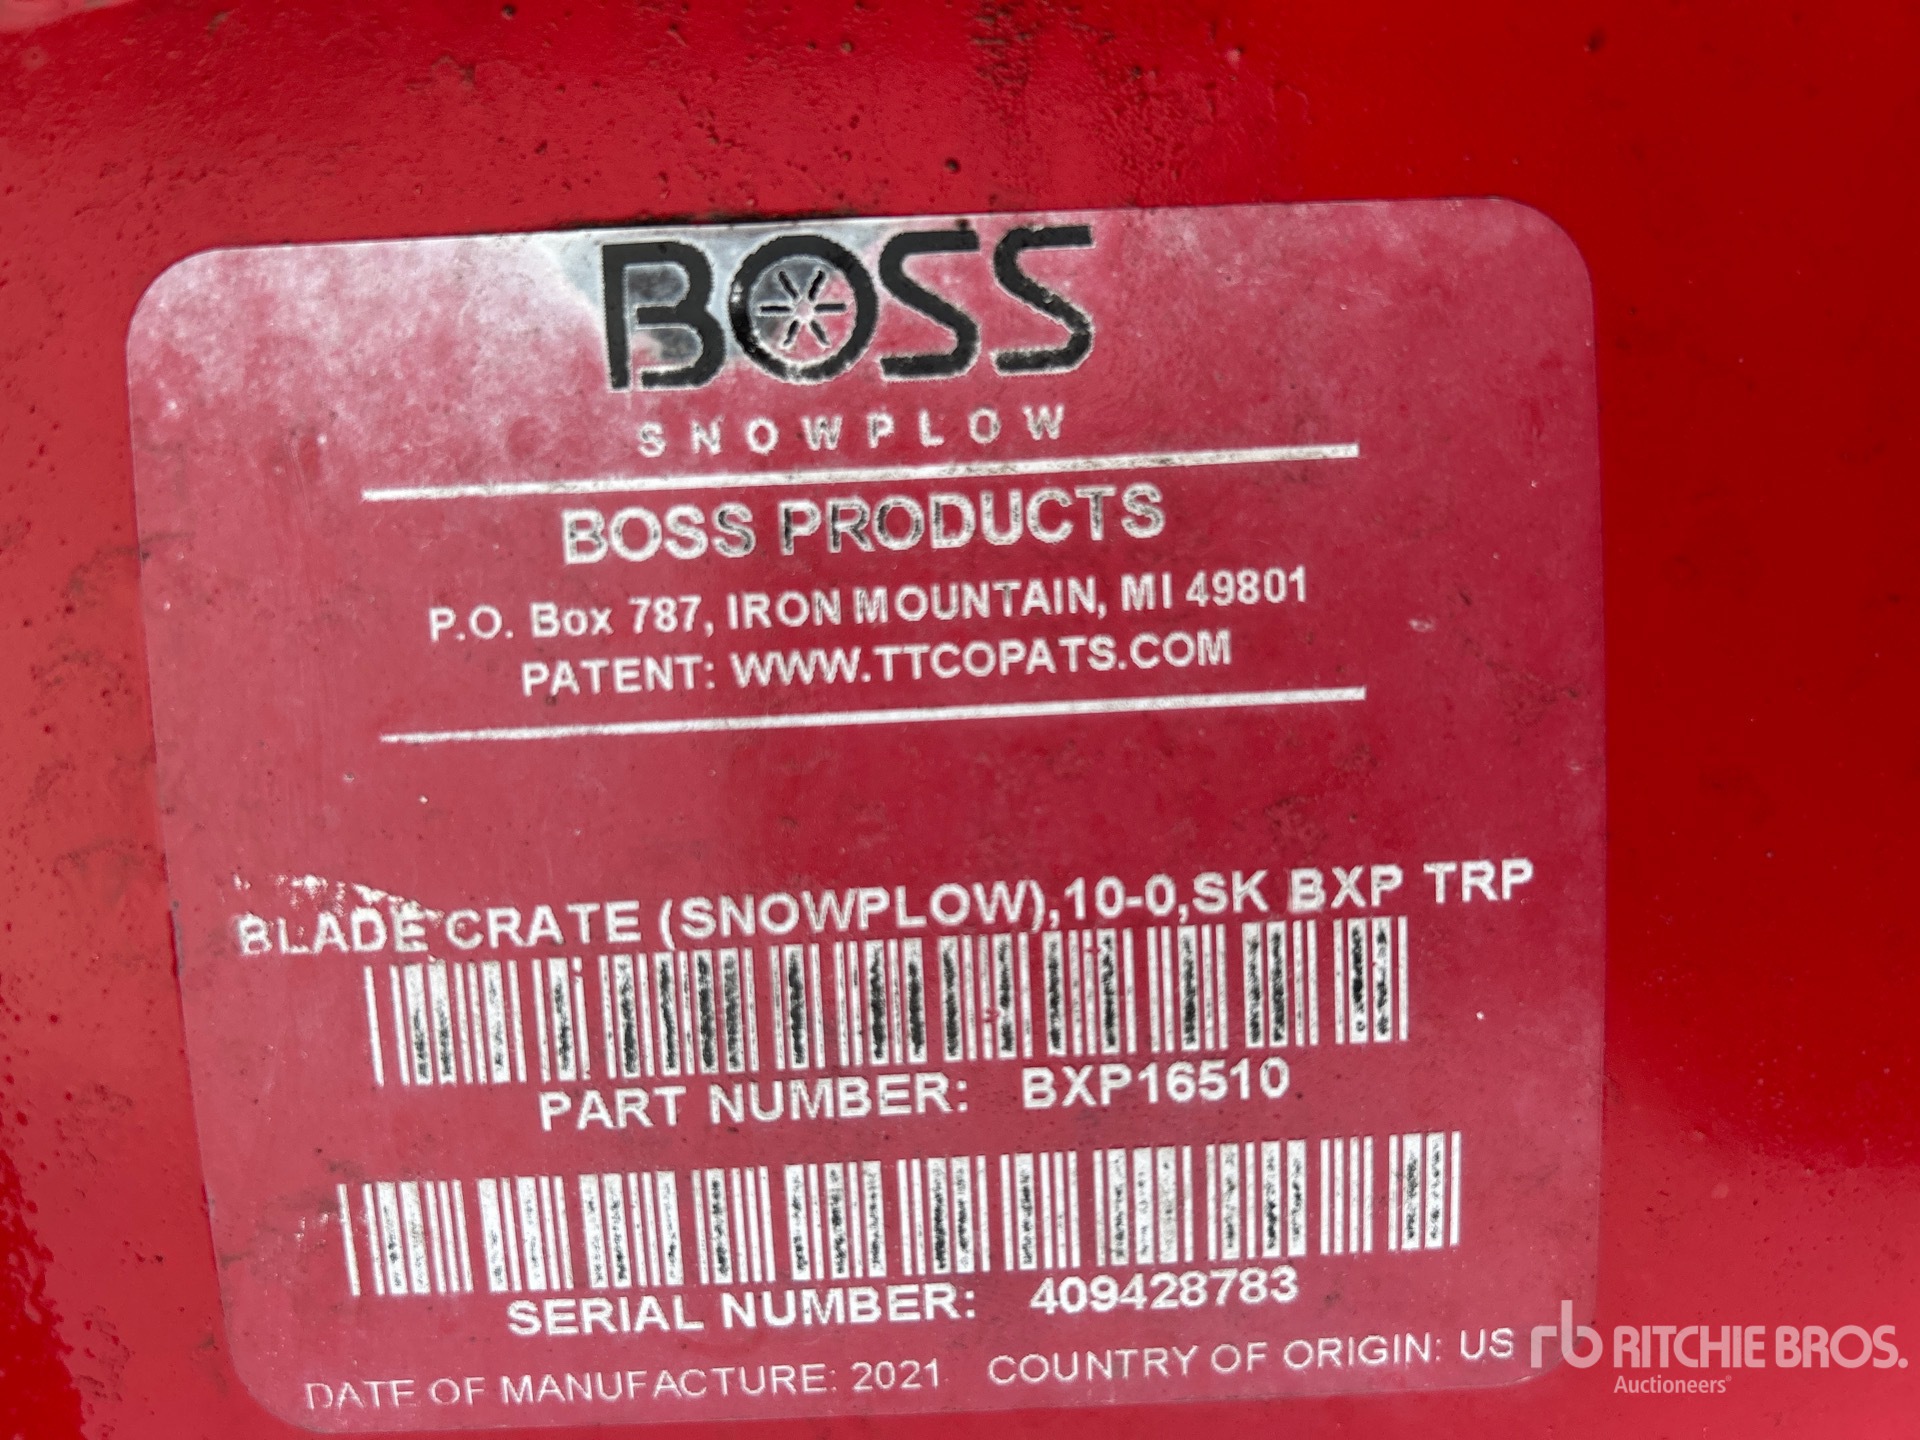 BOSS
SNOWPLOW
BOSS PRODUCTS
P.O. Box 787, IRON MOUNTAIN, MI 49801
PATENT: WWW.TTCOPATS.COM
BLADE CRATE (SNOWPLOW),10-0,SK BXP TRP
PART NUMBER: BXP16510
SERIAL NUMBER: 409428783
DATE OF MANUFACTURE: 2021 COUNTRY OF ORIGIN: US
rb RITCHIE BROS.
Auctioneers®